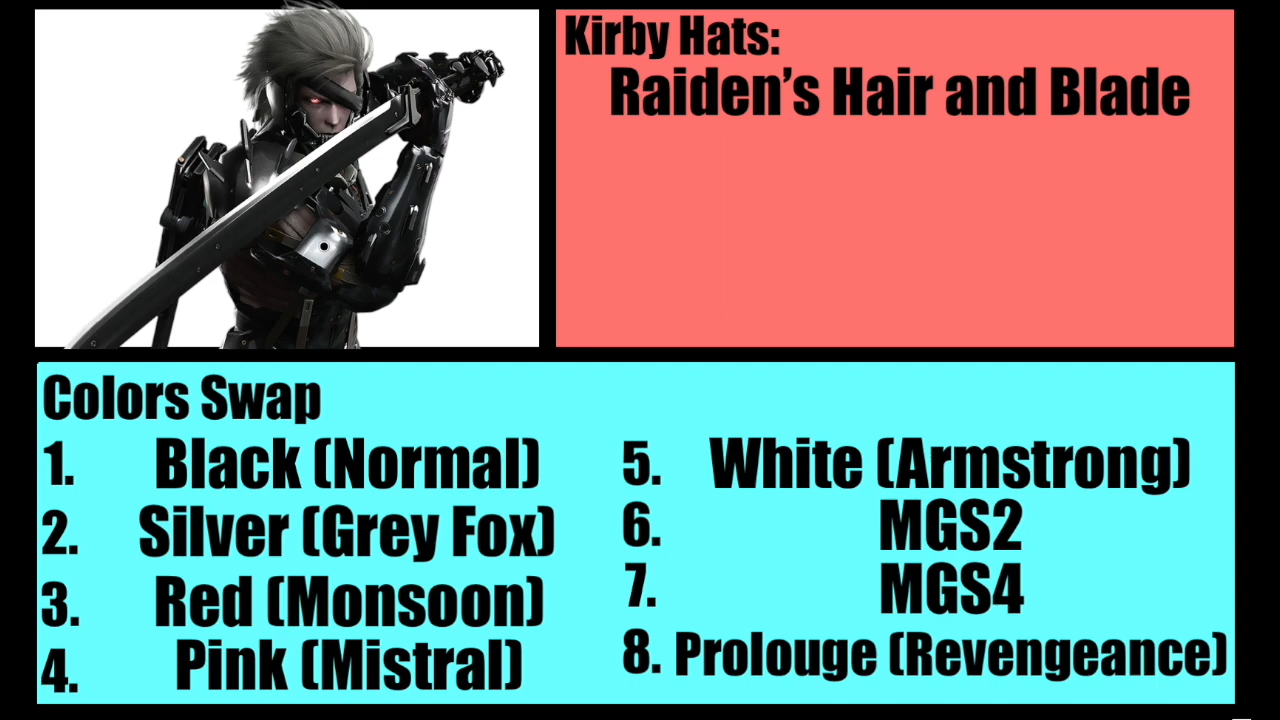 Kirby Hats:
Raiden’s Hair and Blade
Colors Swap
1. Black (Normal)
2. Silver (Grey Fox)
3. Red (Monsoon)
4. Pink (Mistral)
5. White (Armstrong)
6. MGS2
7. MGS4
8. Prolouge (Revengeance)